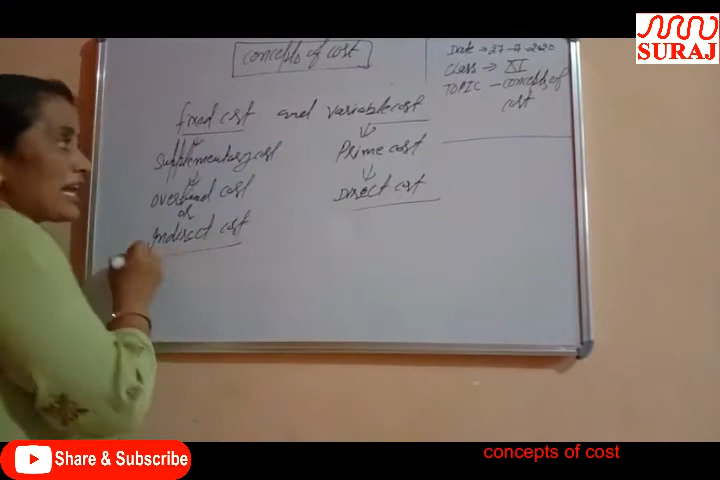 concepts of cost
Date → 27-7-2020
Class → XI
TOPIC - concepts of
cost
fixed cost and variable cost
Supplementary cost
Prime cost
overhead cost
or
Direct cost
Indirect cost
SURAJ
Share & Subscribe
concepts of cost